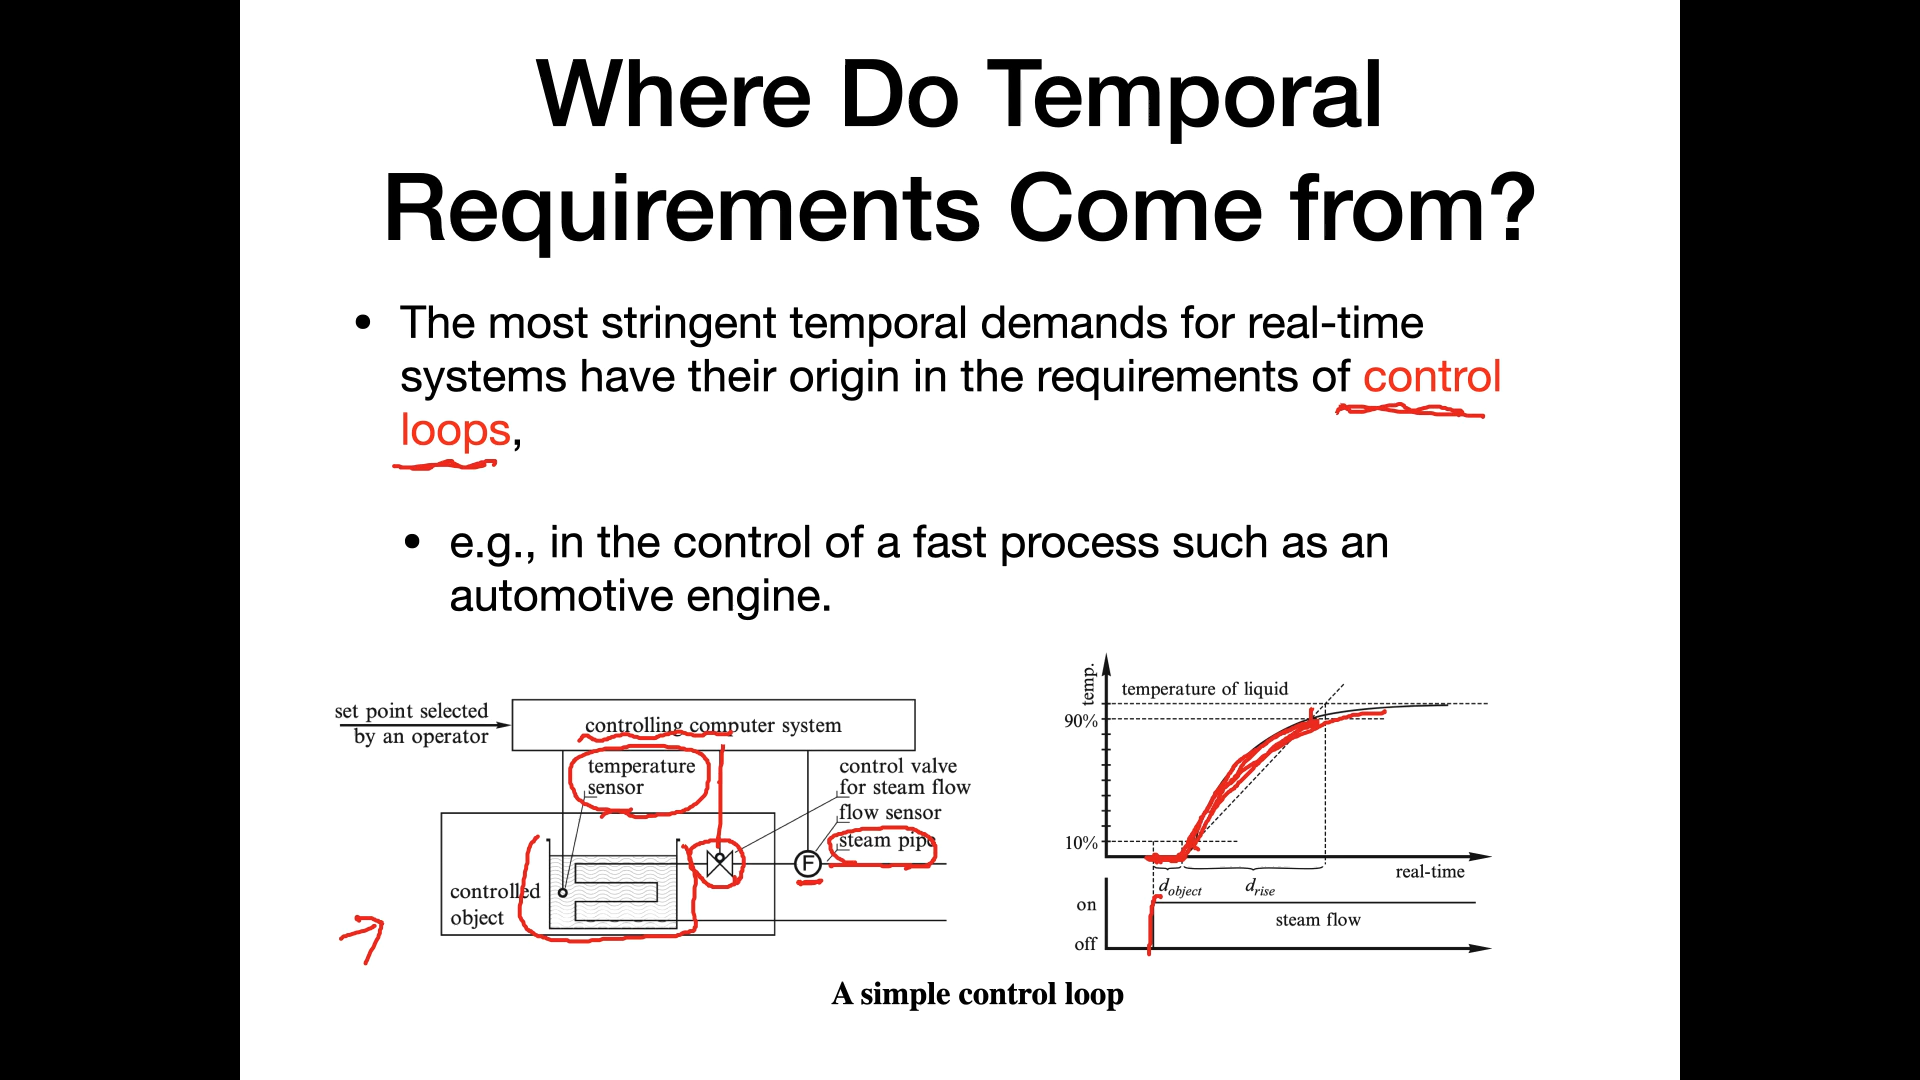 Where Do Temporal
Requirements Come from?
• The most stringent temporal demands for real-time
systems have their origin in the requirements of control
loops,
• e.g., in the control of a fast process such as an
automotive engine.
set point selected
by an operator
controlling computer system
temperature
sensor
control valve
for steam flow
flow sensor
steam pipe
F
controlled
object
temp.
temperature of liquid
90%
10%
real-time
dobject
drise
on
off
steam flow
A simple control loop